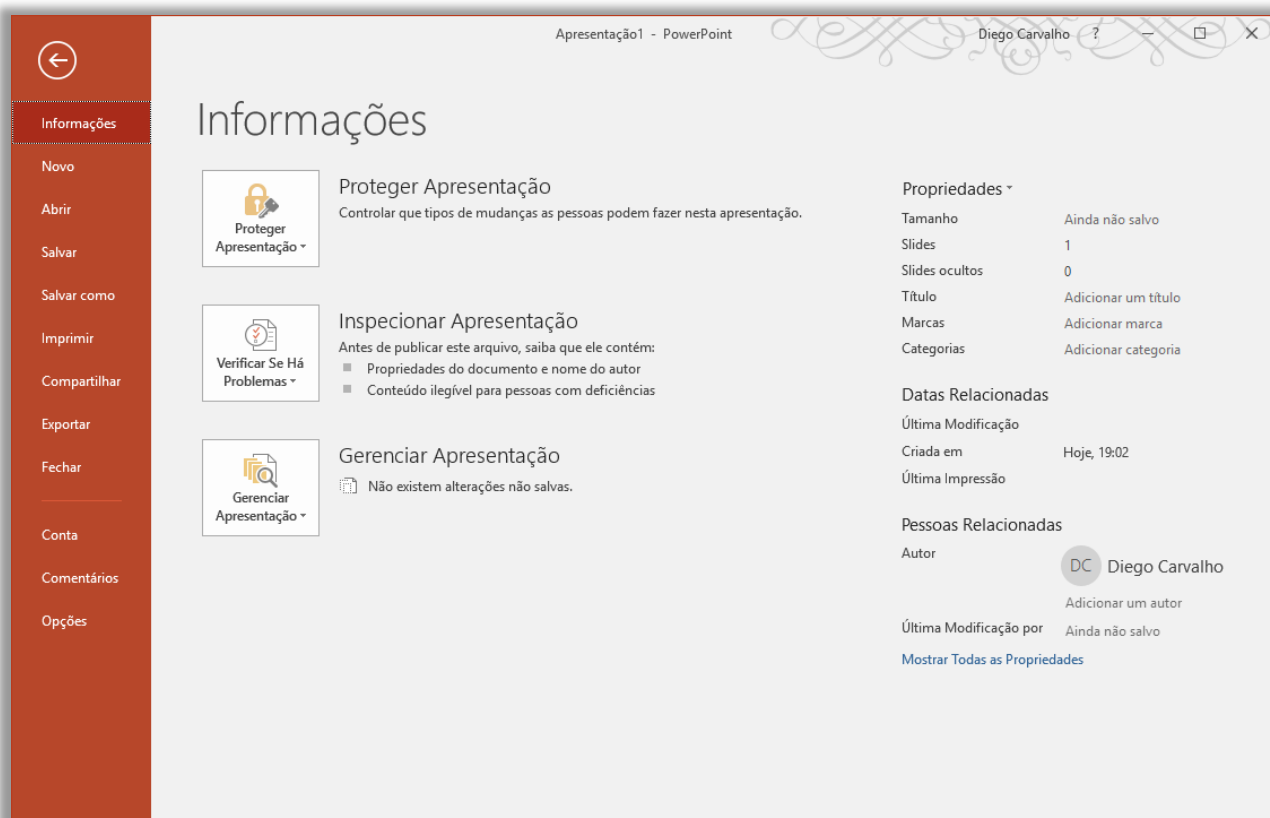 Apresentação1 - PowerPoint
Diego Carvalho
?
Informações
Novo
Abrir
Salvar
Salvar como
Imprimir
Compartilhar
Exportar
Fechar
Conta
Comentários
Opções
Informações
Proteger
Apresentação
Proteger Apresentação
Controlar que tipos de mudanças as pessoas podem fazer nesta apresentação.
Verificar Se Há
Problemas
Inspecionar Apresentação
Antes de publicar este arquivo, saiba que ele contém:
Propriedades do documento e nome do autor
Conteúdo ilegível para pessoas com deficiências
Gerenciar
Apresentação
Gerenciar Apresentação
Não existem alterações não salvas.
Propriedades
Tamanho Ainda não salvo
Slides 1
Slides ocultos 0
Título Adicionar um título
Marcas Adicionar marca
Categorias Adicionar categoria
Datas Relacionadas
Última Modificação
Criada em Hoje, 19:02
Última Impressão
Pessoas Relacionadas
Autor
DC Diego Carvalho
Adicionar um autor
Última Modificação por Ainda não salvo
Mostrar Todas as Propriedades